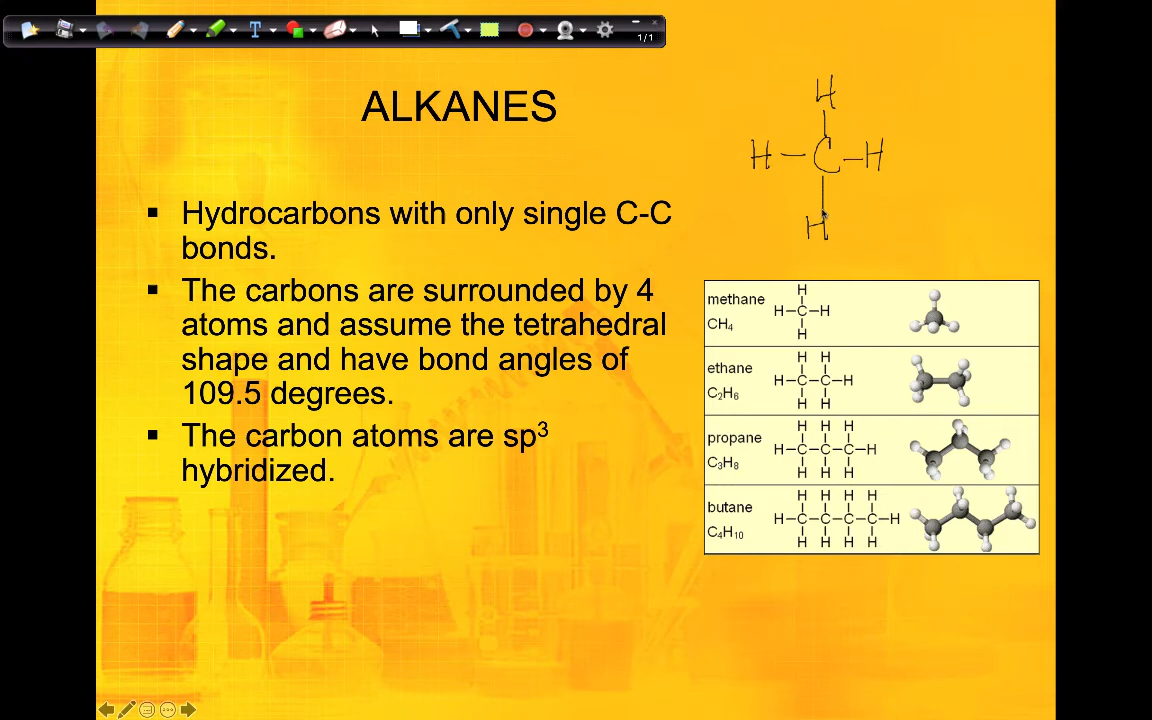 1/1
ALKANES
H
H–C–H
H
▪ Hydrocarbons with only single C-C
bonds.
▪ The carbons are surrounded by 4
atoms and assume the tetrahedral
shape and have bond angles of
109.5 degrees.
▪ The carbon atoms are sp³
hybridized.
methane
CH₄
H
H–C–H
H
ethane
C₂H₆
H H
H–C–C–H
H H
propane
C₃H₈
H H H
H–C–C–C–H
H H H
butane
C₄H₁₀
H H H H
H–C–C–C–C–H
H H H H